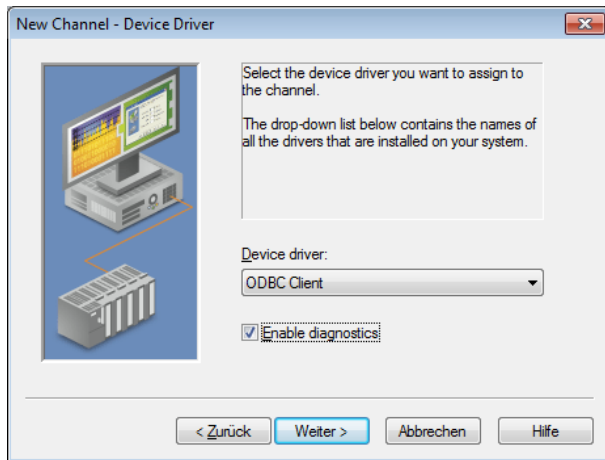 New Channel - Device Driver
Select the device driver you want to assign to
the channel.
The drop-down list below contains the names of
all the drivers that are installed on your system.
Device driver:
ODBC Client
Enable diagnostics
< Zurück
Weiter >
Abbrechen
Hilfe